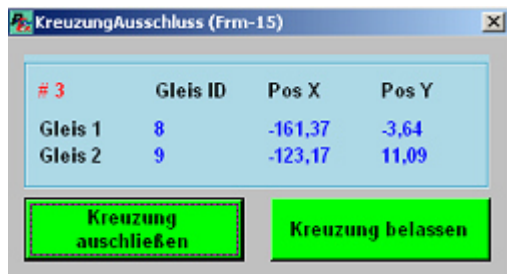 KreuzungAusschluss (Frm-15)
# 3 Gleis ID Pos X Pos Y
Gleis 1 8 -161,37 -3,64
Gleis 2 9 -123,17 11,09
Kreuzung
auschließen
Kreuzung belassen